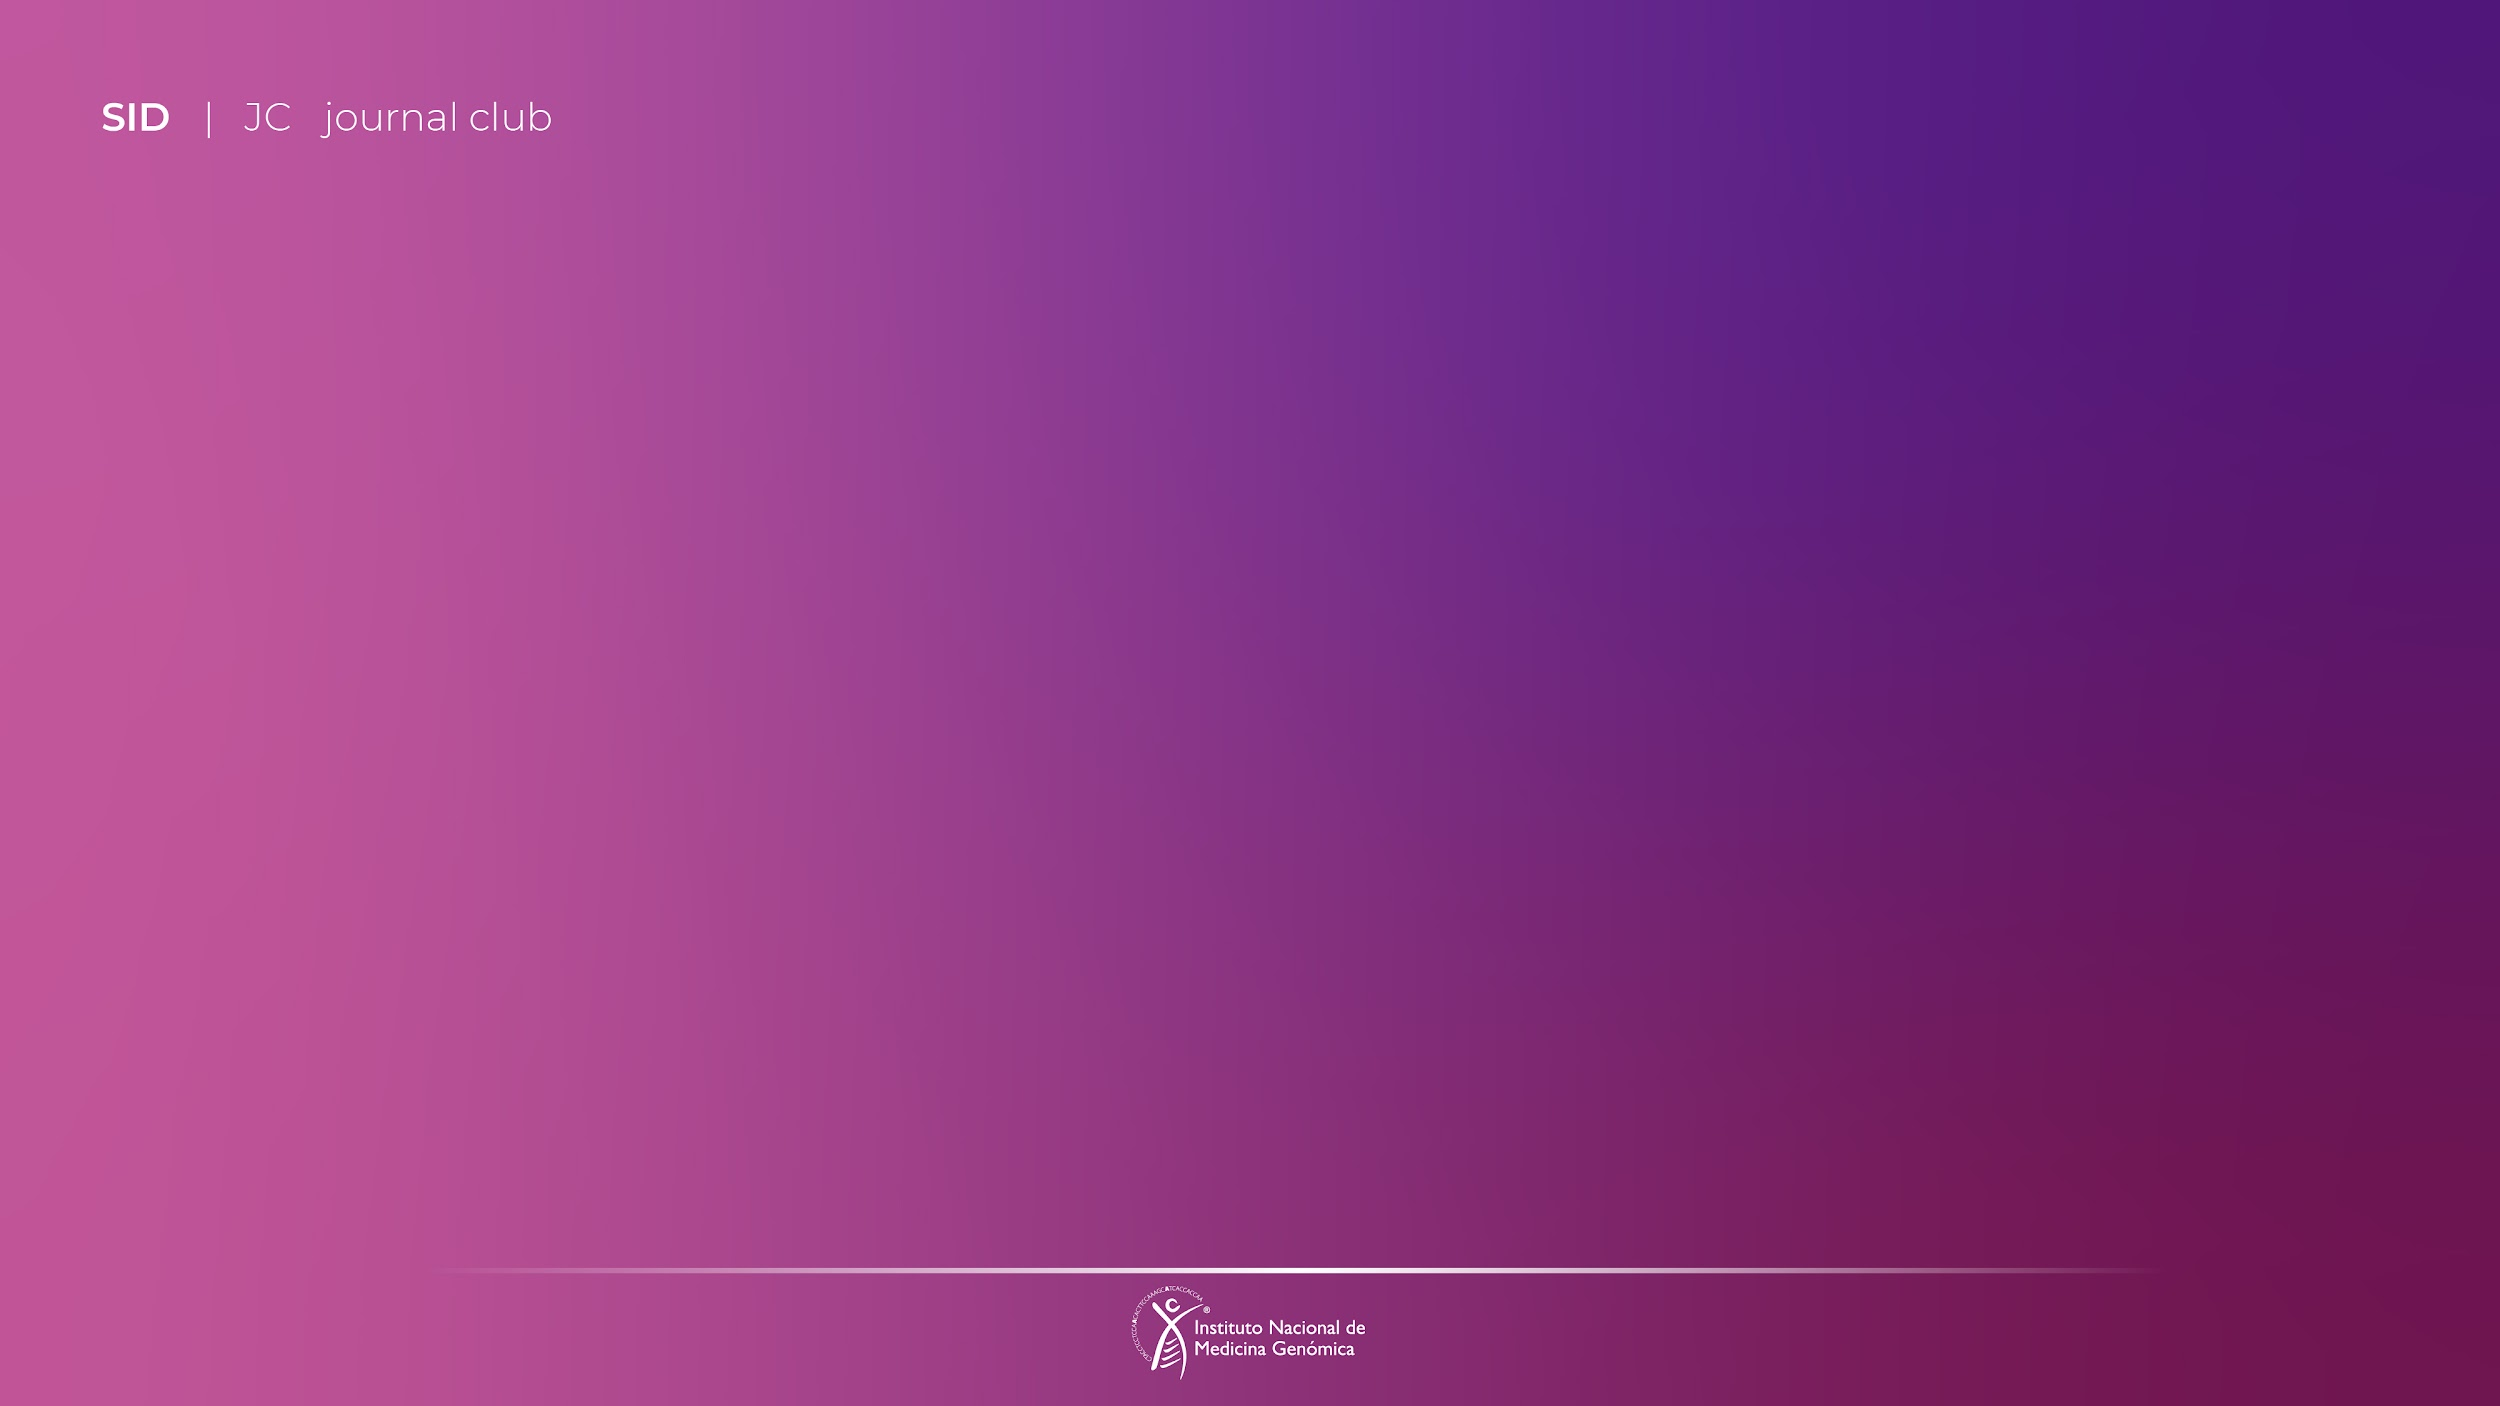 SID | JC journal club
Instituto Nacional de
Medicina Genómica